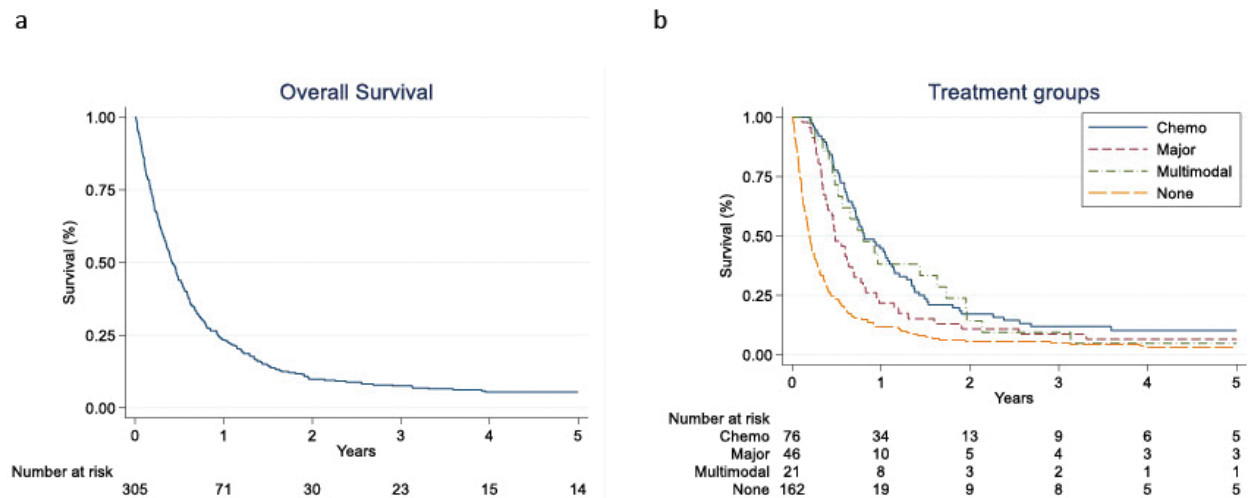 a
Overall Survival
1.00
0.75
0.50
0.25
0.00
Survival (%)
0 1 2 3 4 5
Years
Number at risk
305 71 30 23 15 14
b
Treatment groups
Chemo
Major
Multimodal
None
1.00
0.75
0.50
0.25
0.00
Survival (%)
0 1 2 3 4 5
Years
Number at risk
Chemo 76 34 13 9 6 5
Major 46 10 5 4 3 3
Multimodal 21 8 3 2 1 1
None 162 19 9 8 5 5